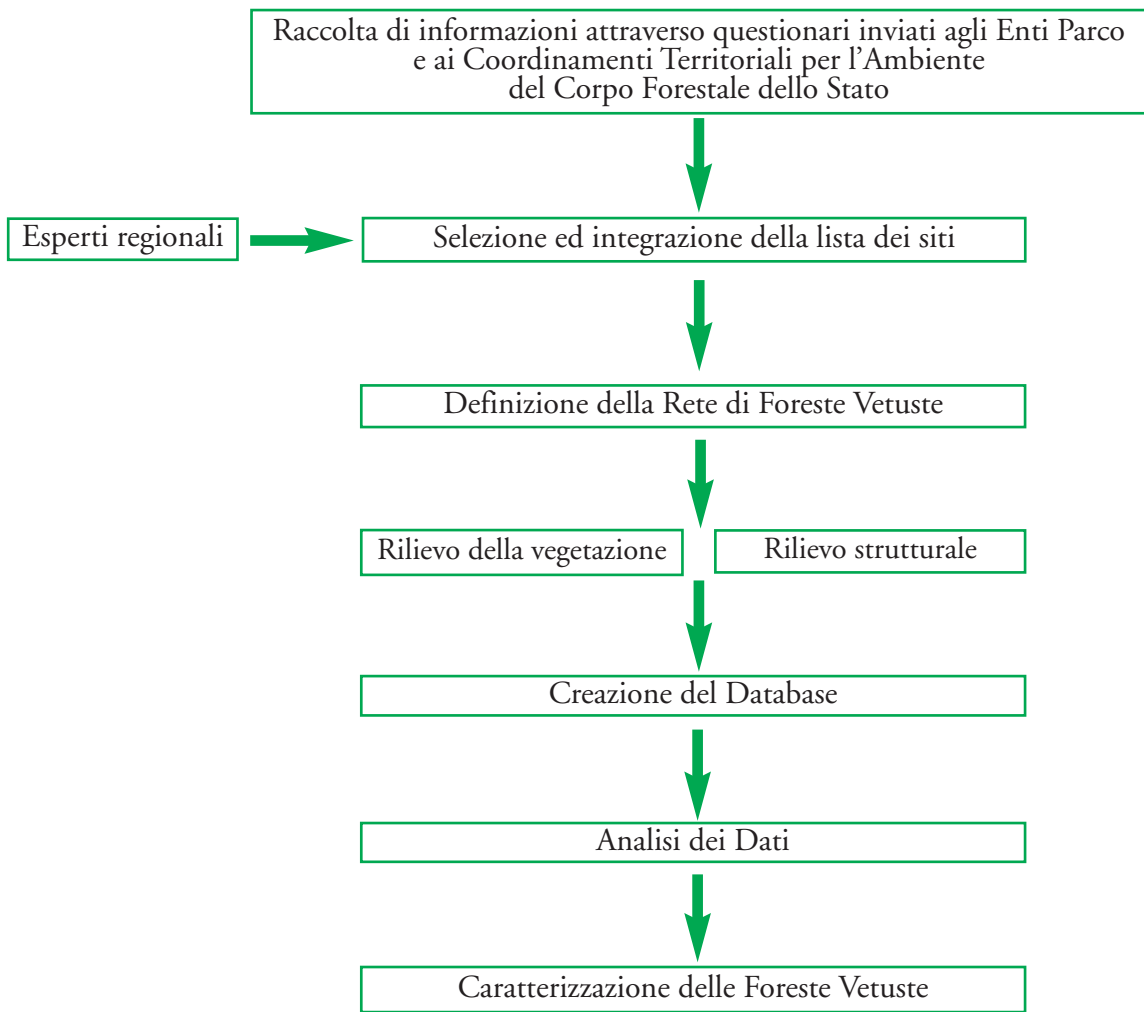 Raccolta di informazioni attraverso questionari inviati agli Enti Parco
e ai Coordinamenti Territoriali per l'Ambiente
del Corpo Forestale dello Stato
Esperti regionali
Selezione ed integrazione della lista dei siti
Definizione della Rete di Foreste Vetuste
Rilievo della vegetazione
Rilievo strutturale
Creazione del Database
Analisi dei Dati
Caratterizzazione delle Foreste Vetuste